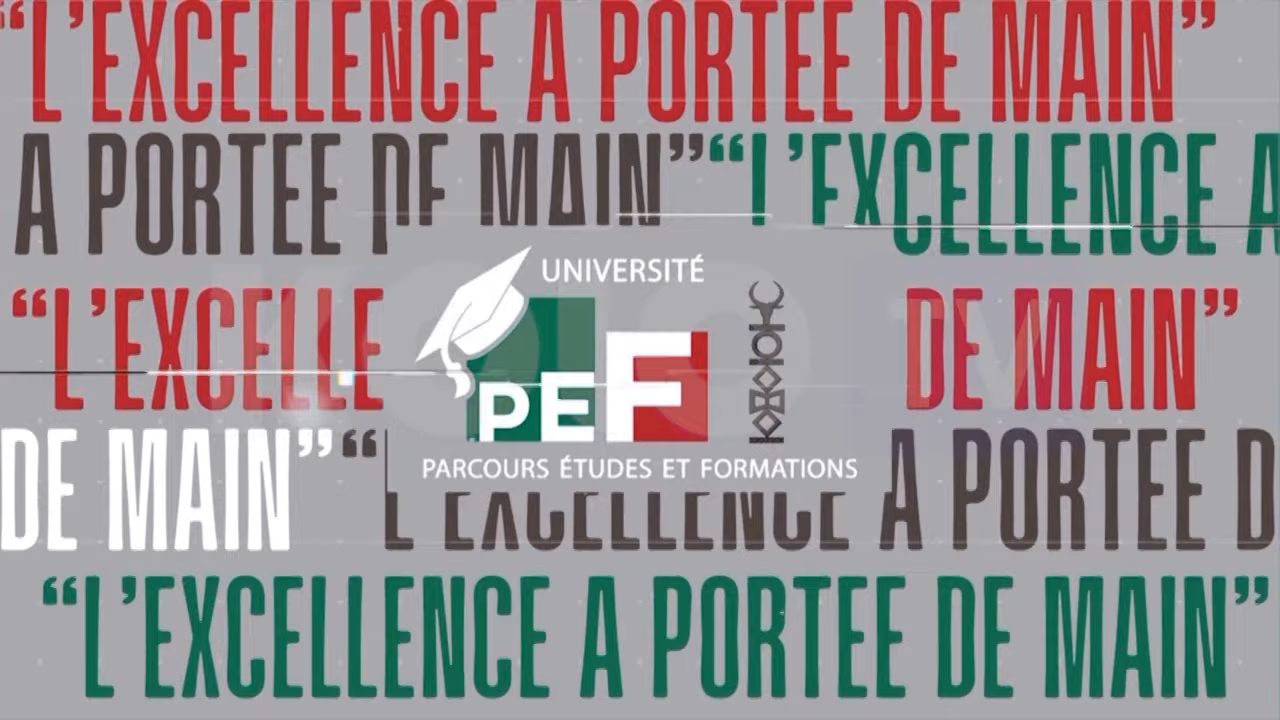 “L’EXCELLENCE A PORTEE DE MAIN”
A PORTEE DE MAIN”“L’EXCELLENCE A
“L’EXCELLE DE MAIN”
UNIVERSITÉ
PEF
PARCOURS ÉTUDES ET FORMATIONS
DE MAIN”“L’EXCELLENCE A PORTEE D
“L’EXCELLENCE A PORTEE DE MAIN”